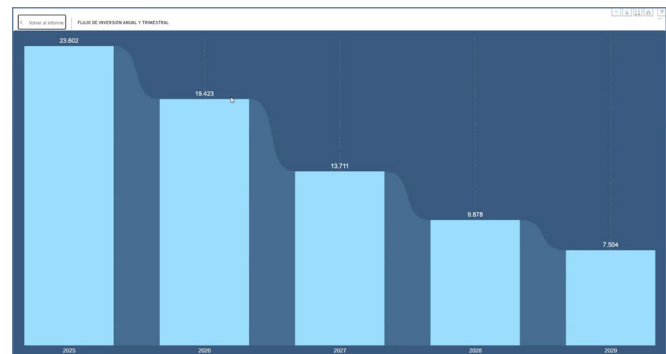 Volver al informe
FLUJO DE INVERSIÓN ANUAL Y TRIMESTRAL
23.602
19.423
13.711
9.878
7.504
2025 2026 2027 2028 2029